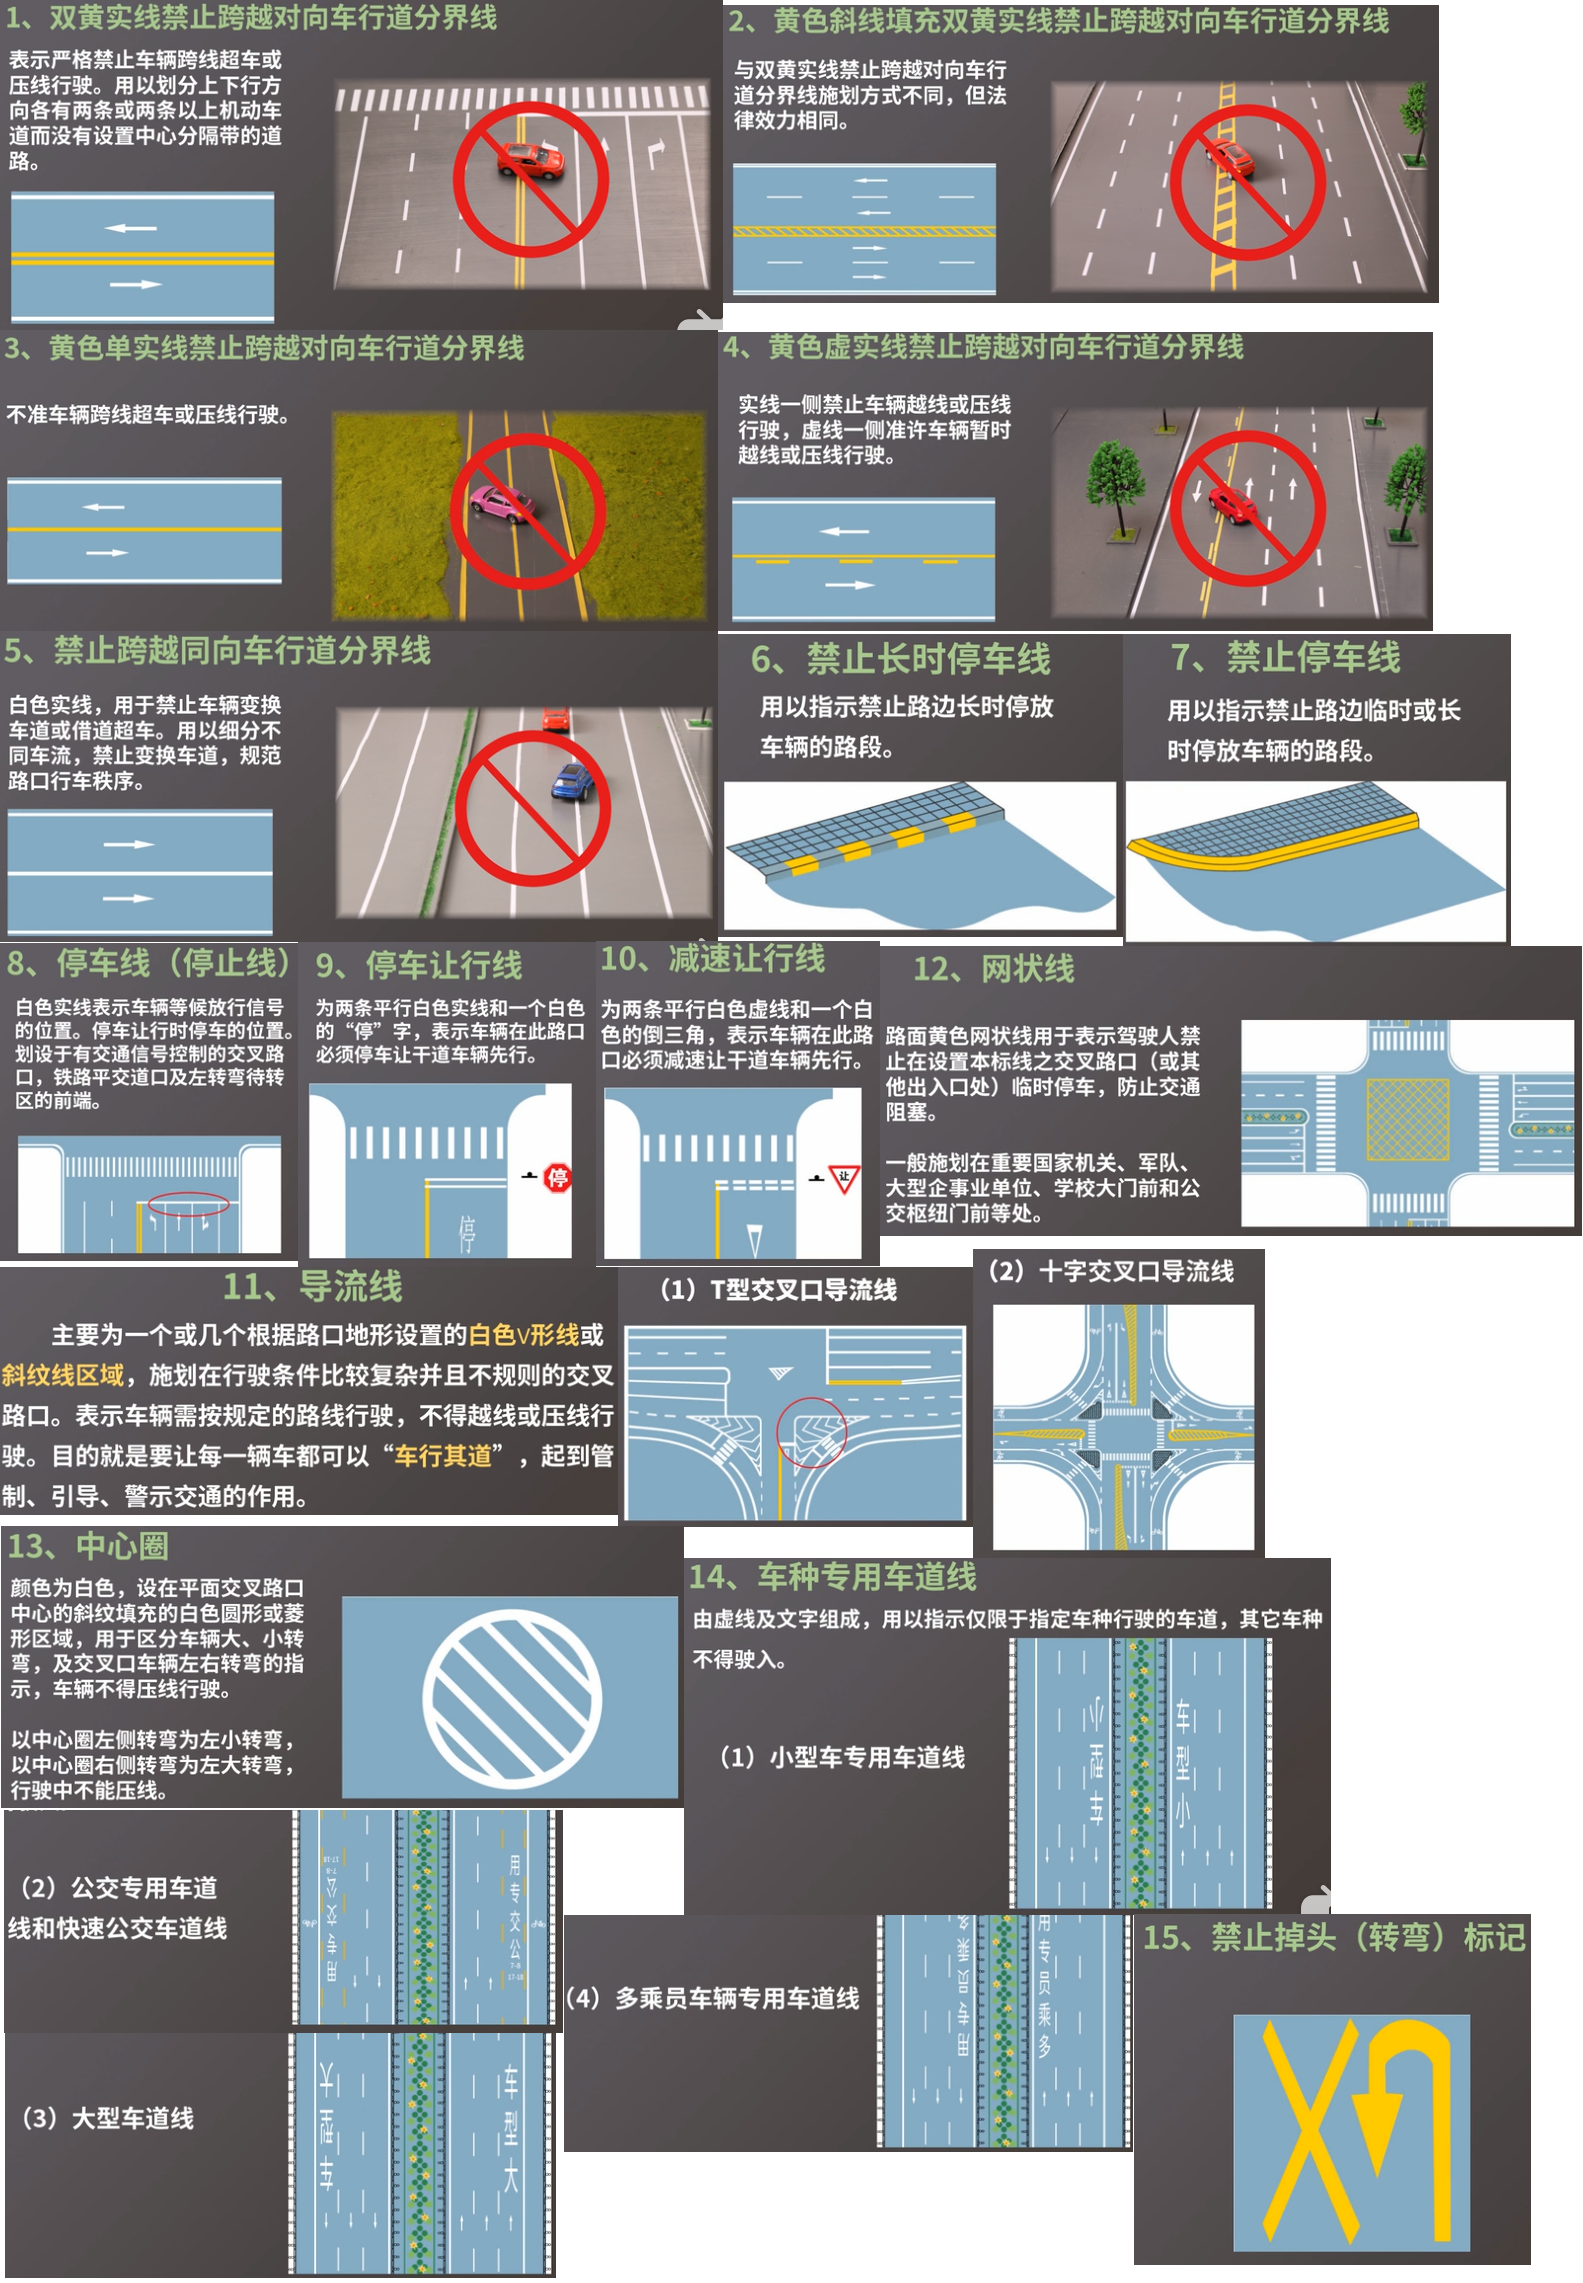 1、双黄实线禁止跨越对向车行道分界线
表示严格禁止车辆跨线超车或
压线行驶。用以划分上下行方
向各有两条或两条以上机动车
道而没有设置中心分隔带的道
路。
2、黄色斜线填充双黄实线禁止跨越对向车行道分界线
与双黄实线禁止跨越对向车行
道分界线施划方式不同，但法
律效力相同。
3、黄色单实线禁止跨越对向车行道分界线
不准车辆跨线超车或压线行驶。
4、黄色虚实线禁止跨越对向车行道分界线
实线一侧禁止车辆越线或压线
行驶，虚线一侧准许车辆暂时
越线或压线行驶。
5、禁止跨越同向车行道分界线
白色实线，用于禁止车辆变换
车道或借道超车。用以细分不
同车流，禁止变换车道，规范
路口行车秩序。
6、禁止长时停车线
用以指示禁止路边长时停放
车辆的路段。
7、禁止停车线
用以指示禁止路边临时或长
时停放车辆的路段。
8、停车线（停止线）
白色实线表示车辆等候放行信号
的位置。停车让行时停车的位置。
划设于有交通信号控制的交叉路
口，铁路平交道口及左转弯待转
区的前端。
9、停车让行线
为两条平行白色实线和一个白色
的“停”字，表示车辆在此路口
必须停车让干道车辆先行。
停
停
10、减速让行线
为两条平行白色虚线和一个白
色的倒三角，表示车辆在此路
口必须减速让干道车辆先行。
让
12、网状线
路面黄色网状线用于表示驾驶人禁
止在设置本标线之交叉路口（或其
他出入口处）临时停车，防止交通
阻塞。
一般施划在重要国家机关、军队、
大型企事业单位、学校大门前和公
交枢纽门前等处。
11、导流线
主要为一个或几个根据路口地形设置的白色V形线或
斜纹线区域，施划在行驶条件比较复杂并且不规则的交叉
路口。表示车辆需按规定的路线行驶，不得越线或压线行
驶。目的就是要让每一辆车都可以“车行其道”，起到管
制、引导、警示交通的作用。
（1）T型交叉口导流线
（2）十字交叉口导流线
13、中心圈
颜色为白色，设在平面交叉路口
中心的斜纹填充的白色圆形或菱
形区域，用于区分车辆大、小转
弯，及交叉口车辆左右转弯的指
示，车辆不得压线行驶。
以中心圈左侧转弯为左小转弯，
以中心圈右侧转弯为左大转弯，
行驶中不能压线。
14、车种专用车道线
由虚线及文字组成，用以指示仅限于指定车种行驶的车道，其它车种
不得驶入。
（1）小型车专用车道线
小型车
车型小
（2）公交专用车道
线和快速公交车道线
17-18
7-8
公交专用
用专交公
7-8
17-18
（3）大型车道线
大型车
车型大
（4）多乘员车辆专用车道线
多乘员专用
用专员乘多
15、禁止掉头（转弯）标记